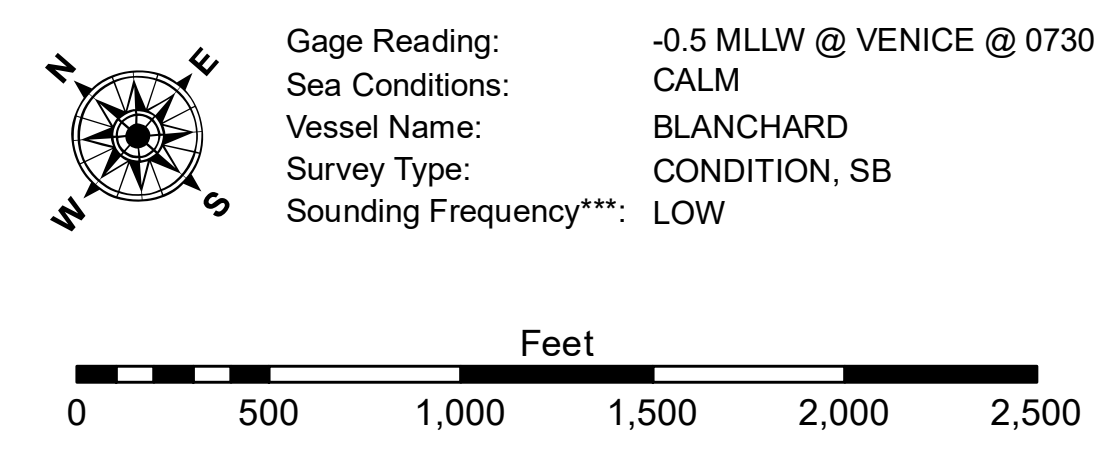 N E
W S
Gage Reading: -0.5 MLLW @ VENICE @ 0730
Sea Conditions: CALM
Vessel Name: BLANCHARD
Survey Type: CONDITION, SB
Sounding Frequency***: LOW
Feet
0 500 1,000 1,500 2,000 2,500